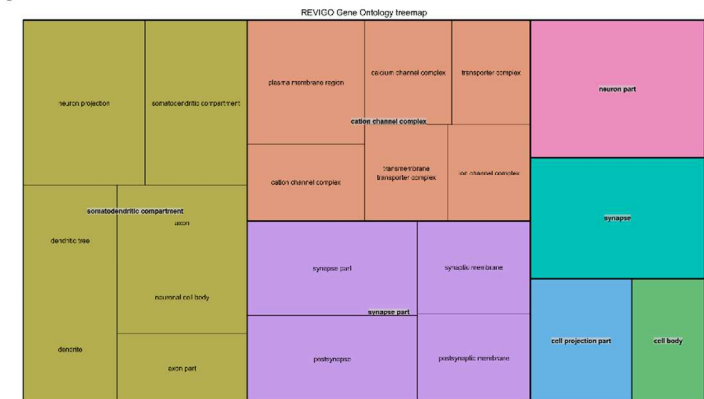 REVIGO Gene Ontology treemap
neuron projection
somatodendritic compartment
somatodendritic compartment
dendritic tree
axon
neuronal cell body
dendrite
axon part
plasma membrane region
calcium channel complex
transporter complex
cation channel complex
cation channel complex
transmembrane
transporter complex
ion channel complex
synapse part
synaptic membrane
synapse part
postsynapse
postsynaptic membrane
neuron part
synapse
cell projection part
cell body